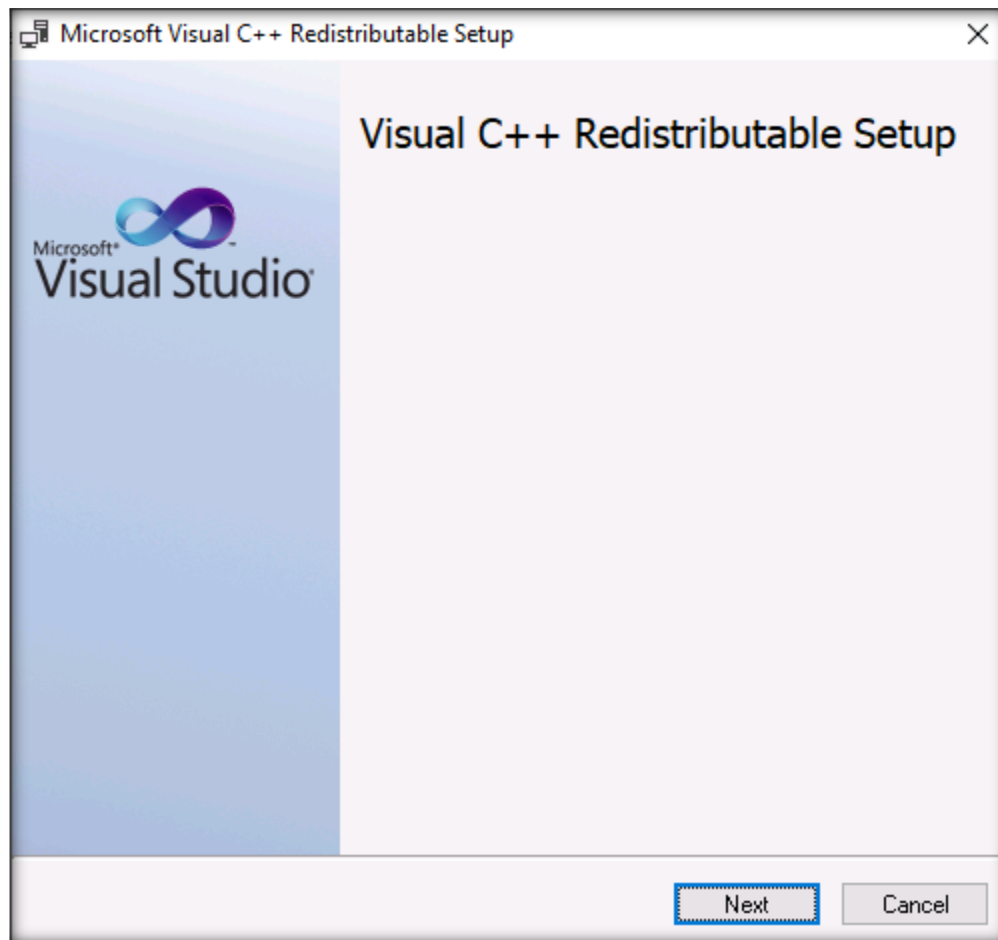 Microsoft Visual C++ Redistributable Setup
Visual C++ Redistributable Setup
Microsoft®
Visual Studio®
Next
Cancel